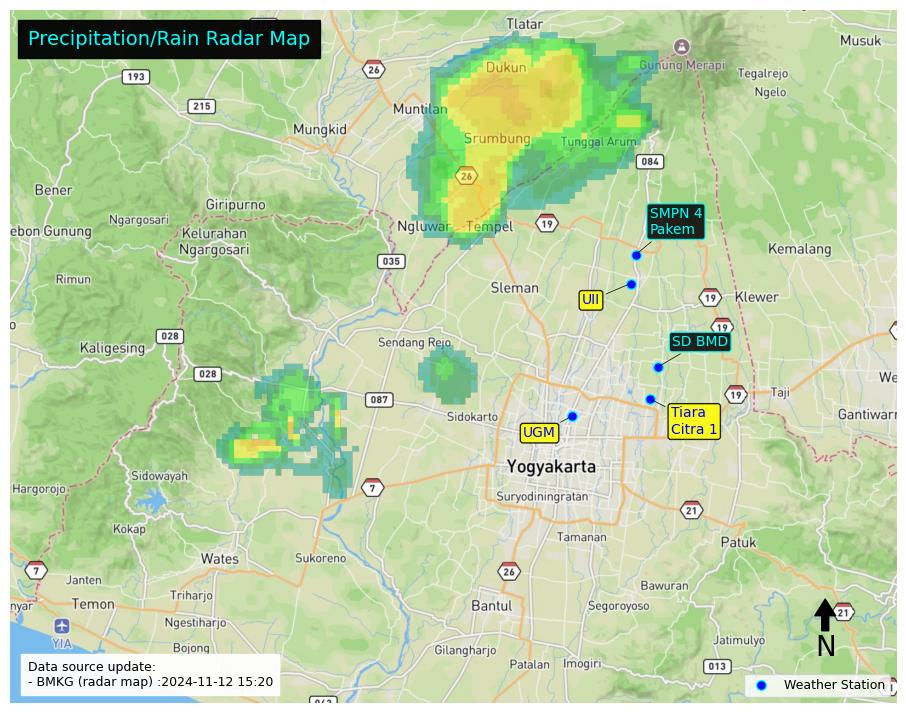 Precipitation/Rain Radar Map
Tlatar
Musuk
26
Dukun
Gunung Merapi
Tegalrejo
193
Ngelo
215
Muntilan
Mungkid
Srumbung
Tunggal Arum
084
26
Bener
Giripurno
SMPN 4
Pakem
Ngargosari
Ngluwar
Tempel
19
ebon Gunung
Kelurahan
Ngargosari
Kemalang
035
Rimun
Sleman
UII
19
Klewer
028
19
Kaligesing
Sendang Rejo
SD BMD
028
We
087
19
Taji
Sidokarto
Tiara
Citra 1
Gantiwarn
UGM
Yogyakarta
Sidowayah
Hargorojo
7
Suryodiningratan
21
Kokap
Tamanan
Patuk
Wates
Sukoreno
7
26
Janten
Bawuran
Triharjo
nyar
Temon
Bantul
Segoroyoso
21
Ngestiharjo
YIA
Jatimulyo
N
Bojong
Gilangharjo
Patalan
Imogiri
013
Data source update:
- BMKG (radar map) :2024-11-12 15:20
Weather Station